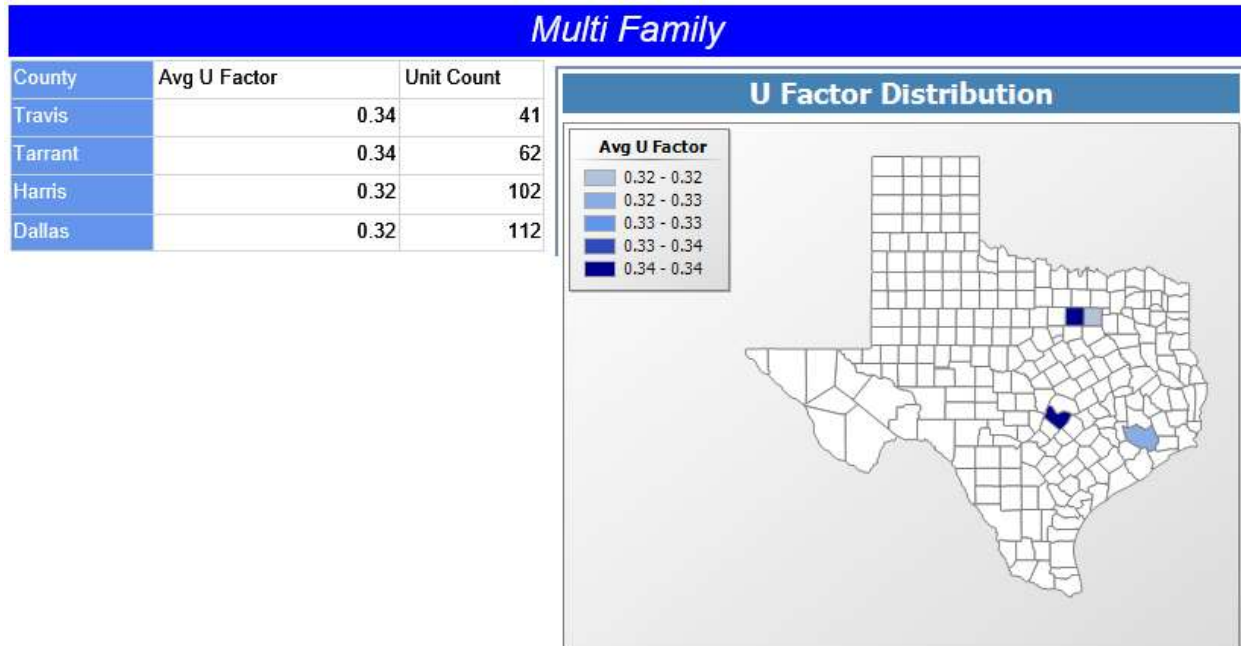 Multi Family
County Avg U Factor Unit Count
Travis 0.34 41
Tarrant 0.34 62
Harris 0.32 102
Dallas 0.32 112
U Factor Distribution
Avg U Factor
0.32 - 0.32
0.32 - 0.33
0.33 - 0.33
0.33 - 0.34
0.34 - 0.34